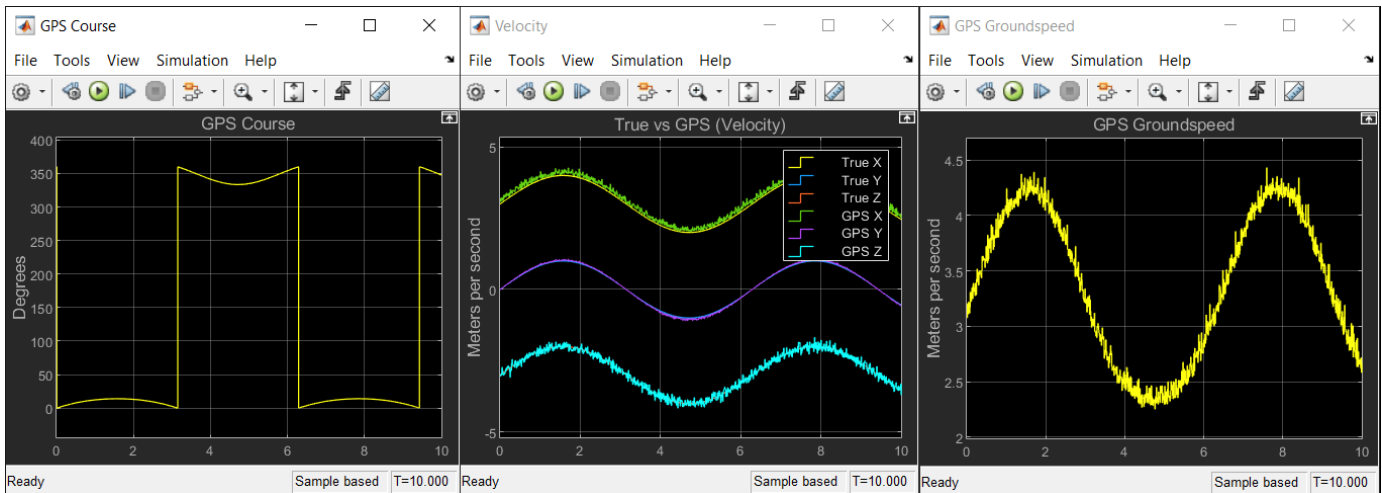 GPS Course
File Tools View Simulation Help
GPS Course
400
350
300
250
200
150
100
50
0
Degrees
0 2 4 6 8 10
Ready Sample based T=10.000
Velocity
File Tools View Simulation Help
True vs GPS (Velocity)
5
0
-5
Meters per second
True X
True Y
True Z
GPS X
GPS Y
GPS Z
0 2 4 6 8 10
Ready Sample based T=10.000
GPS Groundspeed
File Tools View Simulation Help
GPS Groundspeed
4.5
4
3.5
3
2.5
2
Meters per second
0 2 4 6 8 10
Ready Sample based T=10.000